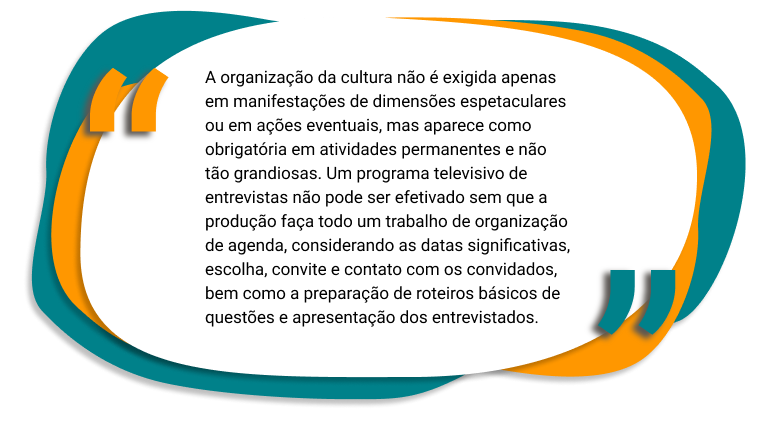 A organização da cultura não é exigida apenas
em manifestações de dimensões espetaculares
ou em ações eventuais, mas aparece como
obrigatória em atividades permanentes e não
tão grandiosas. Um programa televisivo de
entrevistas não pode ser efetivado sem que a
produção faça todo um trabalho de organização
de agenda, considerando as datas significativas,
escolha, convite e contato com os convidados,
bem como a preparação de roteiros básicos de
questões e apresentação dos entrevistados.